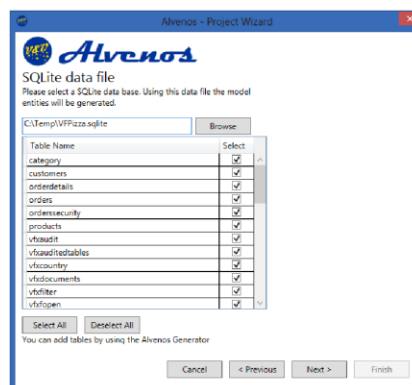 Alvenos - Project Wizard
Alvenos
SQLite data file
Please select a SQLite data base. Using this data file the model
entities will be generated.
C:\Temp\VFPizza.sqlite Browse
Table Name Select
category
customers
orderdetails
orders
orderssecurity
products
vfxaudit
vfxauditedtables
vfxcountry
vfxdocuments
vfxfilter
vfxfopen
Select All Deselect All
You can add tables by using the Alvenos Generator
Cancel < Previous Next > Finish